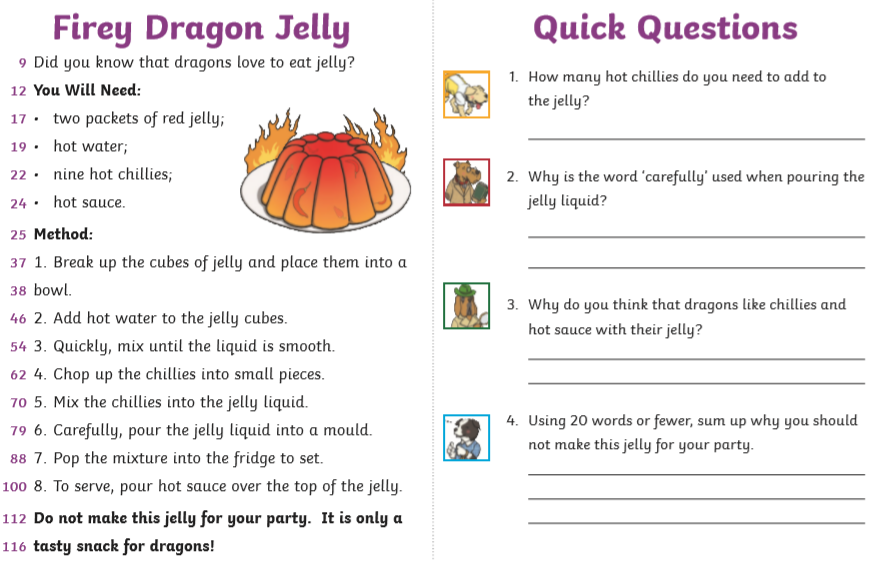 Firey Dragon Jelly
9 Did you know that dragons love to eat jelly?
12 You Will Need:
17 • two packets of red jelly;
19 • hot water;
22 • nine hot chillies;
24 • hot sauce.
25 Method:
37 1. Break up the cubes of jelly and place them into a
38 bowl.
46 2. Add hot water to the jelly cubes.
54 3. Quickly, mix until the liquid is smooth.
62 4. Chop up the chillies into small pieces.
70 5. Mix the chillies into the jelly liquid.
79 6. Carefully, pour the jelly liquid into a mould.
88 7. Pop the mixture into the fridge to set.
100 8. To serve, pour hot sauce over the top of the jelly.
112 Do not make this jelly for your party. It is only a
116 tasty snack for dragons!
Quick Questions
1. How many hot chillies do you need to add to
the jelly?
2. Why is the word 'carefully' used when pouring the
jelly liquid?
3. Why do you think that dragons like chillies and
hot sauce with their jelly?
4. Using 20 words or fewer, sum up why you should
not make this jelly for your party.